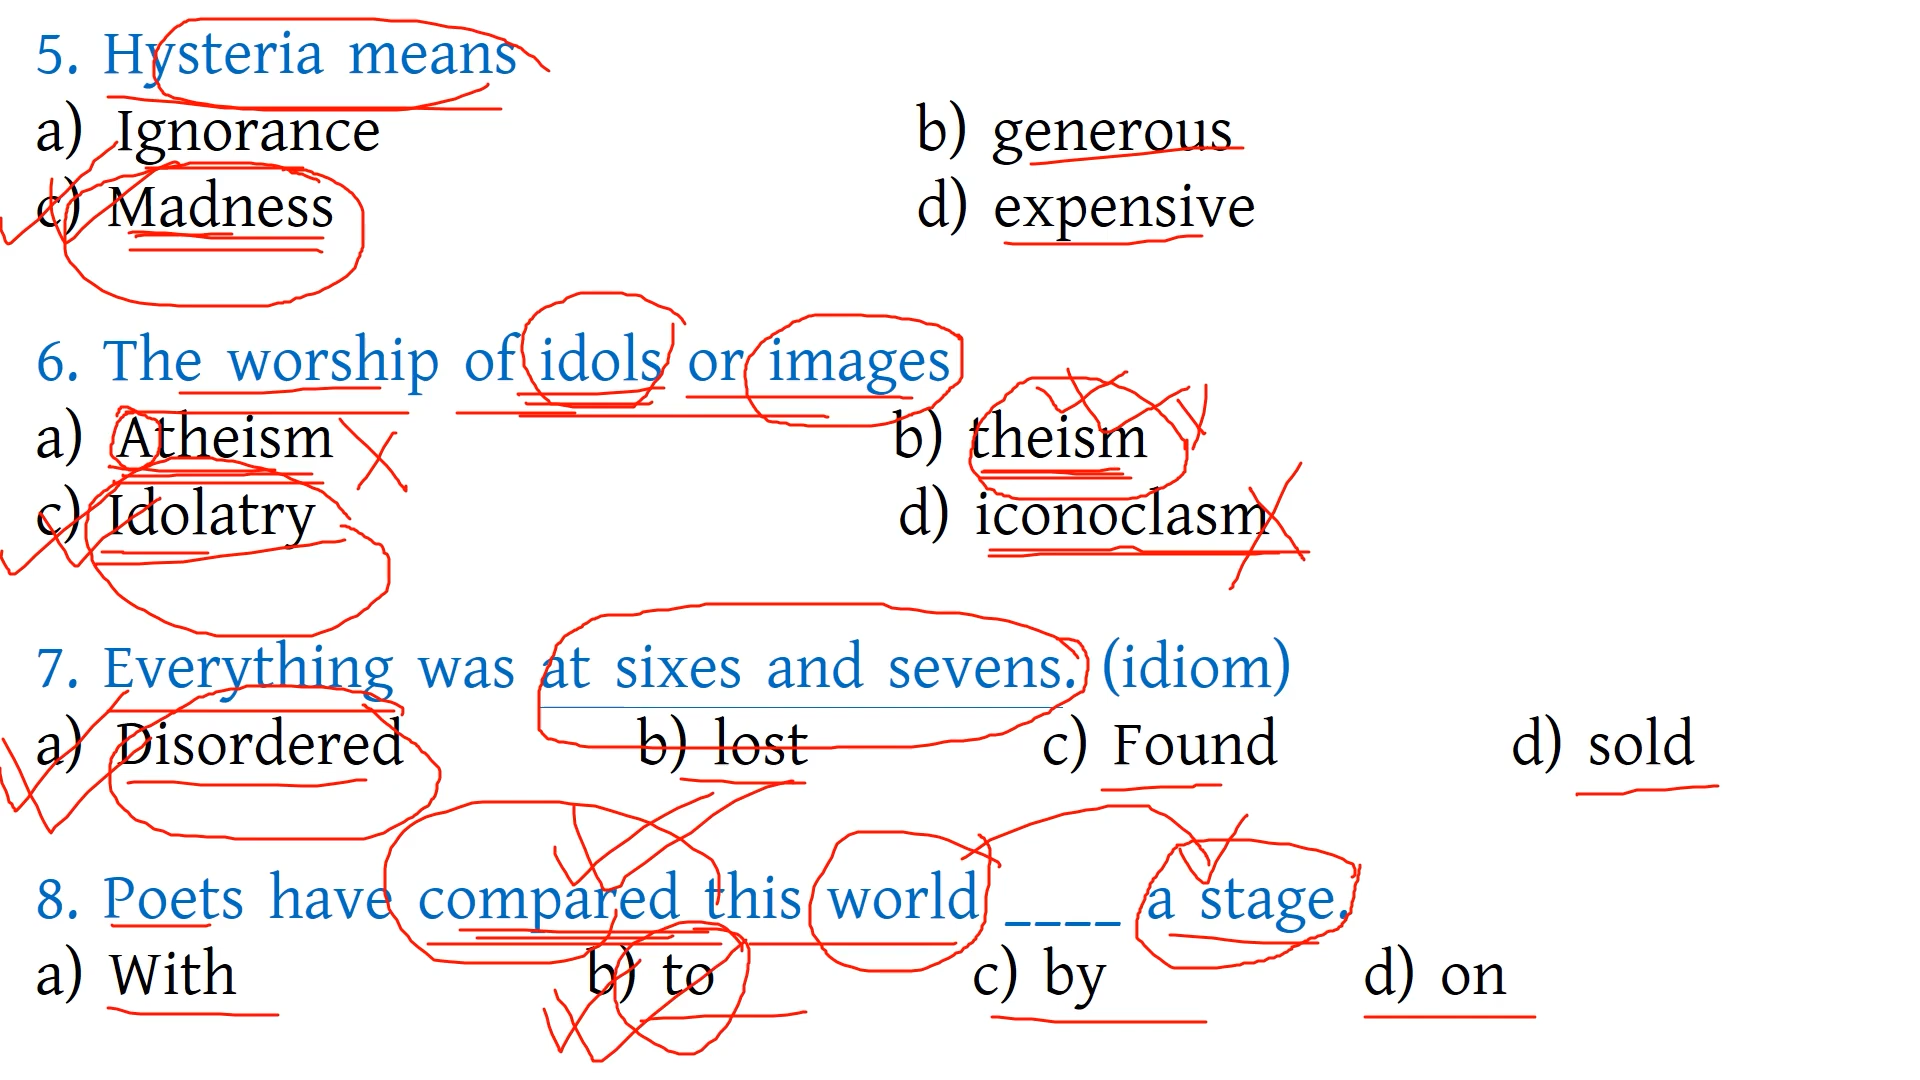 5. Hysteria means
a) Ignorance b) generous
c) Madness d) expensive
6. The worship of idols or images
a) Atheism b) theism
c) Idolatry d) iconoclasm
7. Everything was at sixes and sevens. (idiom)
a) Disordered b) lost c) Found d) sold
8. Poets have compared this world ____ a stage.
a) With b) to c) by d) on